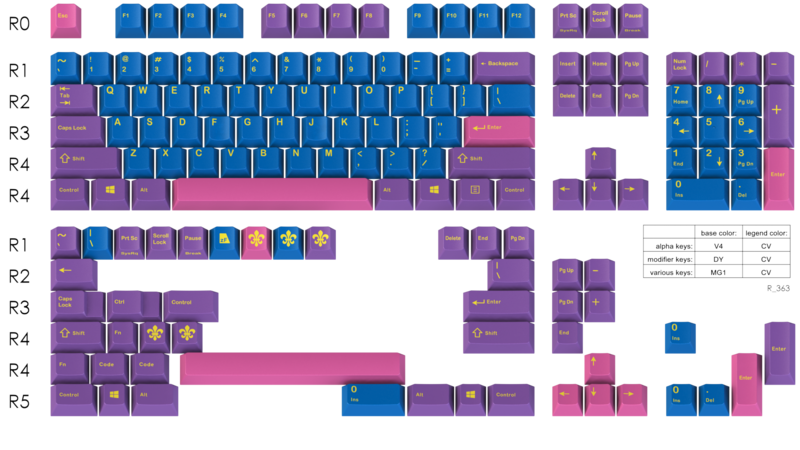 R0 Esc F1 F2 F3 F4 F5 F6 F7 F8 F9 F10 F11 F12 Prt Sc SysRq Scroll Lock Pause Break
R1 ~ ` ! 1 @ 2 # 3 $ 4 % 5 ^ 6 & 7 * 8 ( 9 ) 0 _ - + = ← Backspace Insert Home Pg Up Num Lock / * -
R2 Tab Q W E R T Y U I O P { [ } ] | \ Delete End Pg Dn 7 Home 8 ↑ 9 Pg Up +
R3 Caps Lock A S D F G H J K L : ; " ' Enter 4 ← 5 6 →
R4 Shift Z X C V B N M < , > . ? / Shift ↑ 1 End 2 ↓ 3 Pg Dn Enter
R4 Control Alt Alt Control ← ↓ → 0 Ins . Del
R1 ~ ` | \ Prt Sc SysRq Scroll Lock Pause Break Delete End Pg Dn
base color: legend color:
alpha keys: V4 CV
modifier keys: DY CV
various keys: MG1 CV
R_363
R2 ← | \ Pg Up -
R3 Caps Lock Ctrl Control Enter Pg Dn +
R4 Shift Fn Shift End 0 Ins Enter
R4 Fn Code Code ↑ Enter
R5 Control Alt 0 Ins Alt Control ← ↓ → 0 Ins . Del